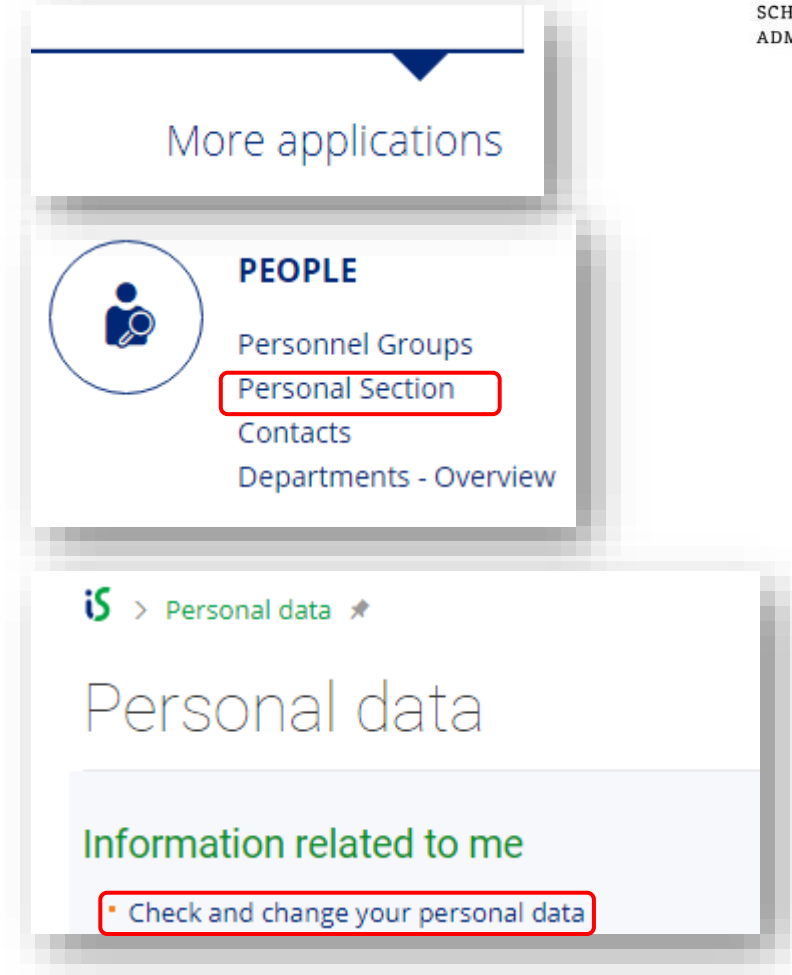 SCH
ADM
More applications
PEOPLE
Personnel Groups
Personal Section
Contacts
Departments - Overview
iS > Personal data
Personal data
Information related to me
Check and change your personal data